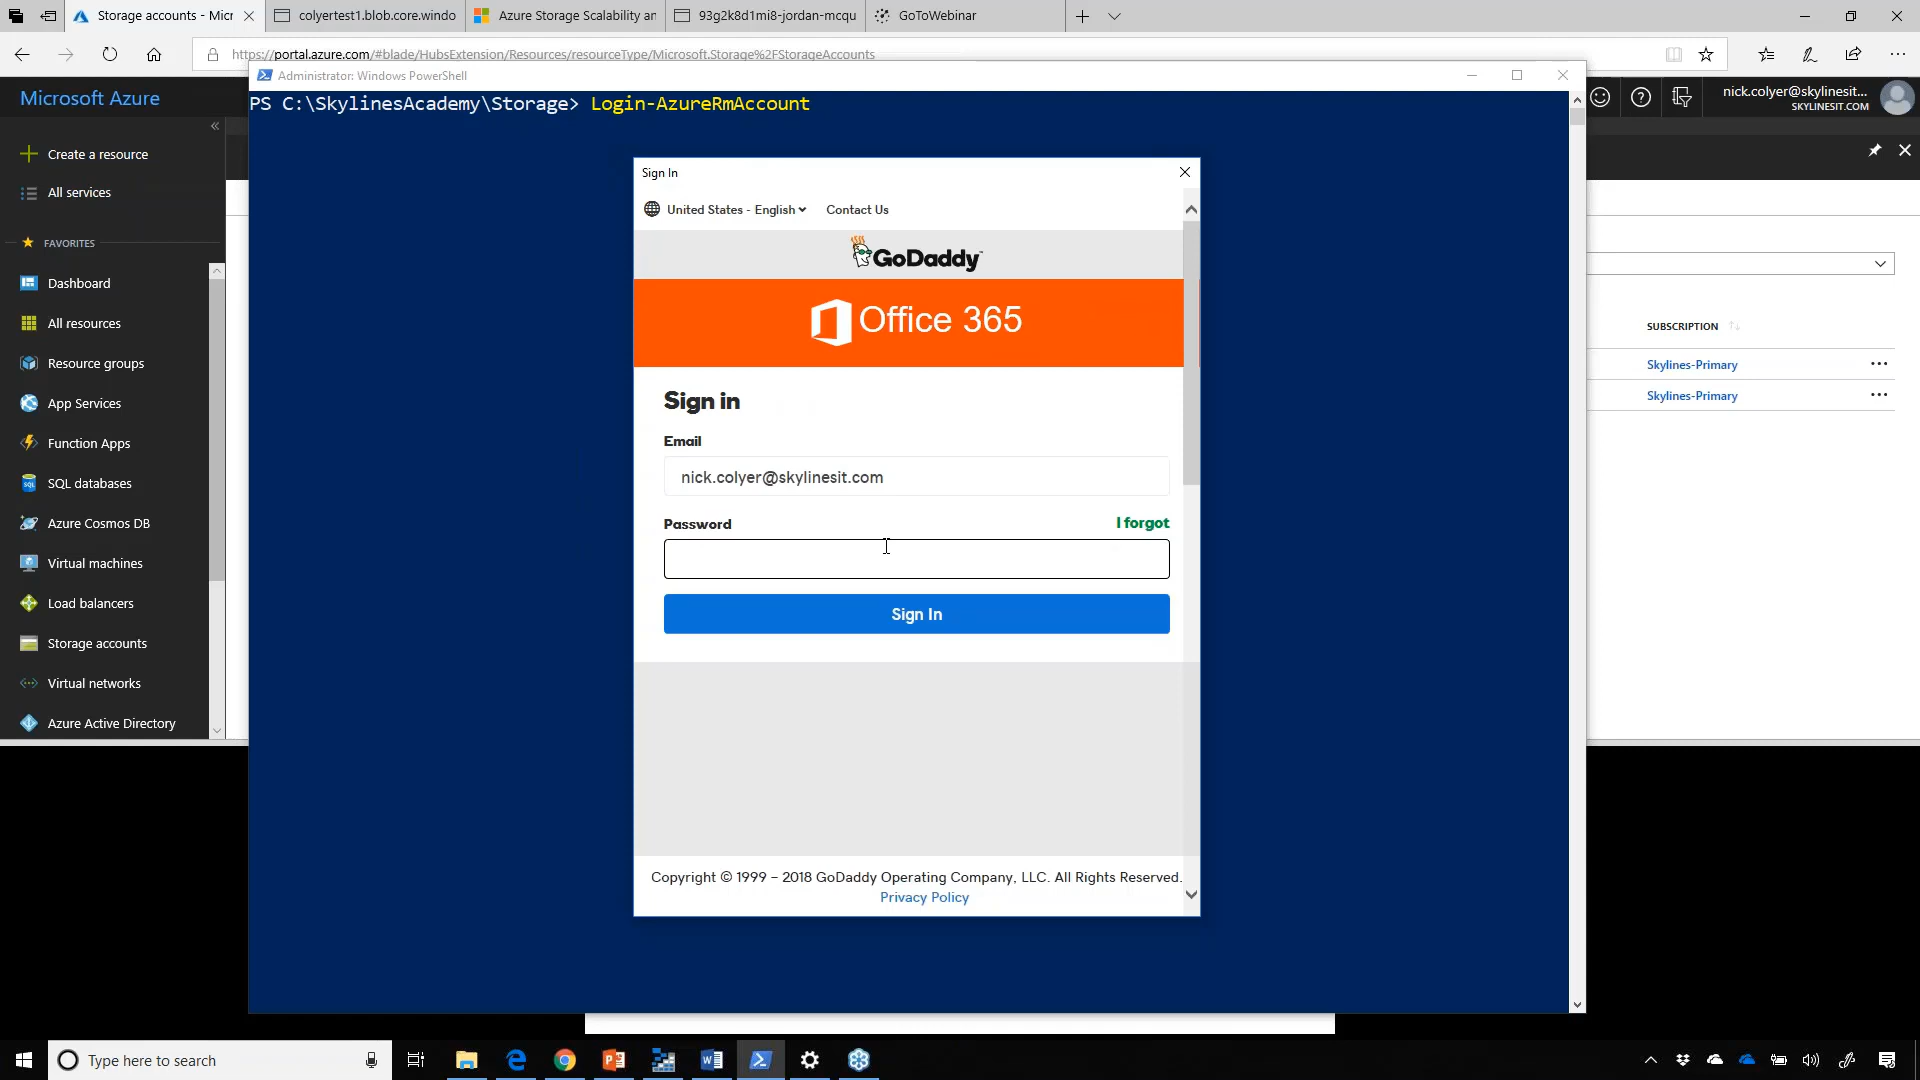 Storage accounts - Micr
colyertest1.blob.core.windo
Azure Storage Scalability an
93g2k8d1mi8-jordan-mcqu
GoToWebinar
https://portal.azure.com/#blade/HubsExtension/Resources/resourceType/Microsoft.Storage%2FStorageAccounts
Administrator: Windows PowerShell
PS C:\SkylinesAcademy\Storage> Login-AzureRmAccount
Microsoft Azure
nick.colyer@skylinesit...
SKYLINESIT.COM
Create a resource
All services
FAVORITES
Dashboard
All resources
Resource groups
App Services
Function Apps
SQL databases
Azure Cosmos DB
Virtual machines
Load balancers
Storage accounts
Virtual networks
Azure Active Directory
Sign In
United States - English
Contact Us
GoDaddy™
Office 365
Sign in
Email
nick.colyer@skylinesit.com
Password
I forgot
Sign In
Copyright © 1999 – 2018 GoDaddy Operating Company, LLC. All Rights Reserved.
Privacy Policy
SUBSCRIPTION
Skylines-Primary
Skylines-Primary
Type here to search